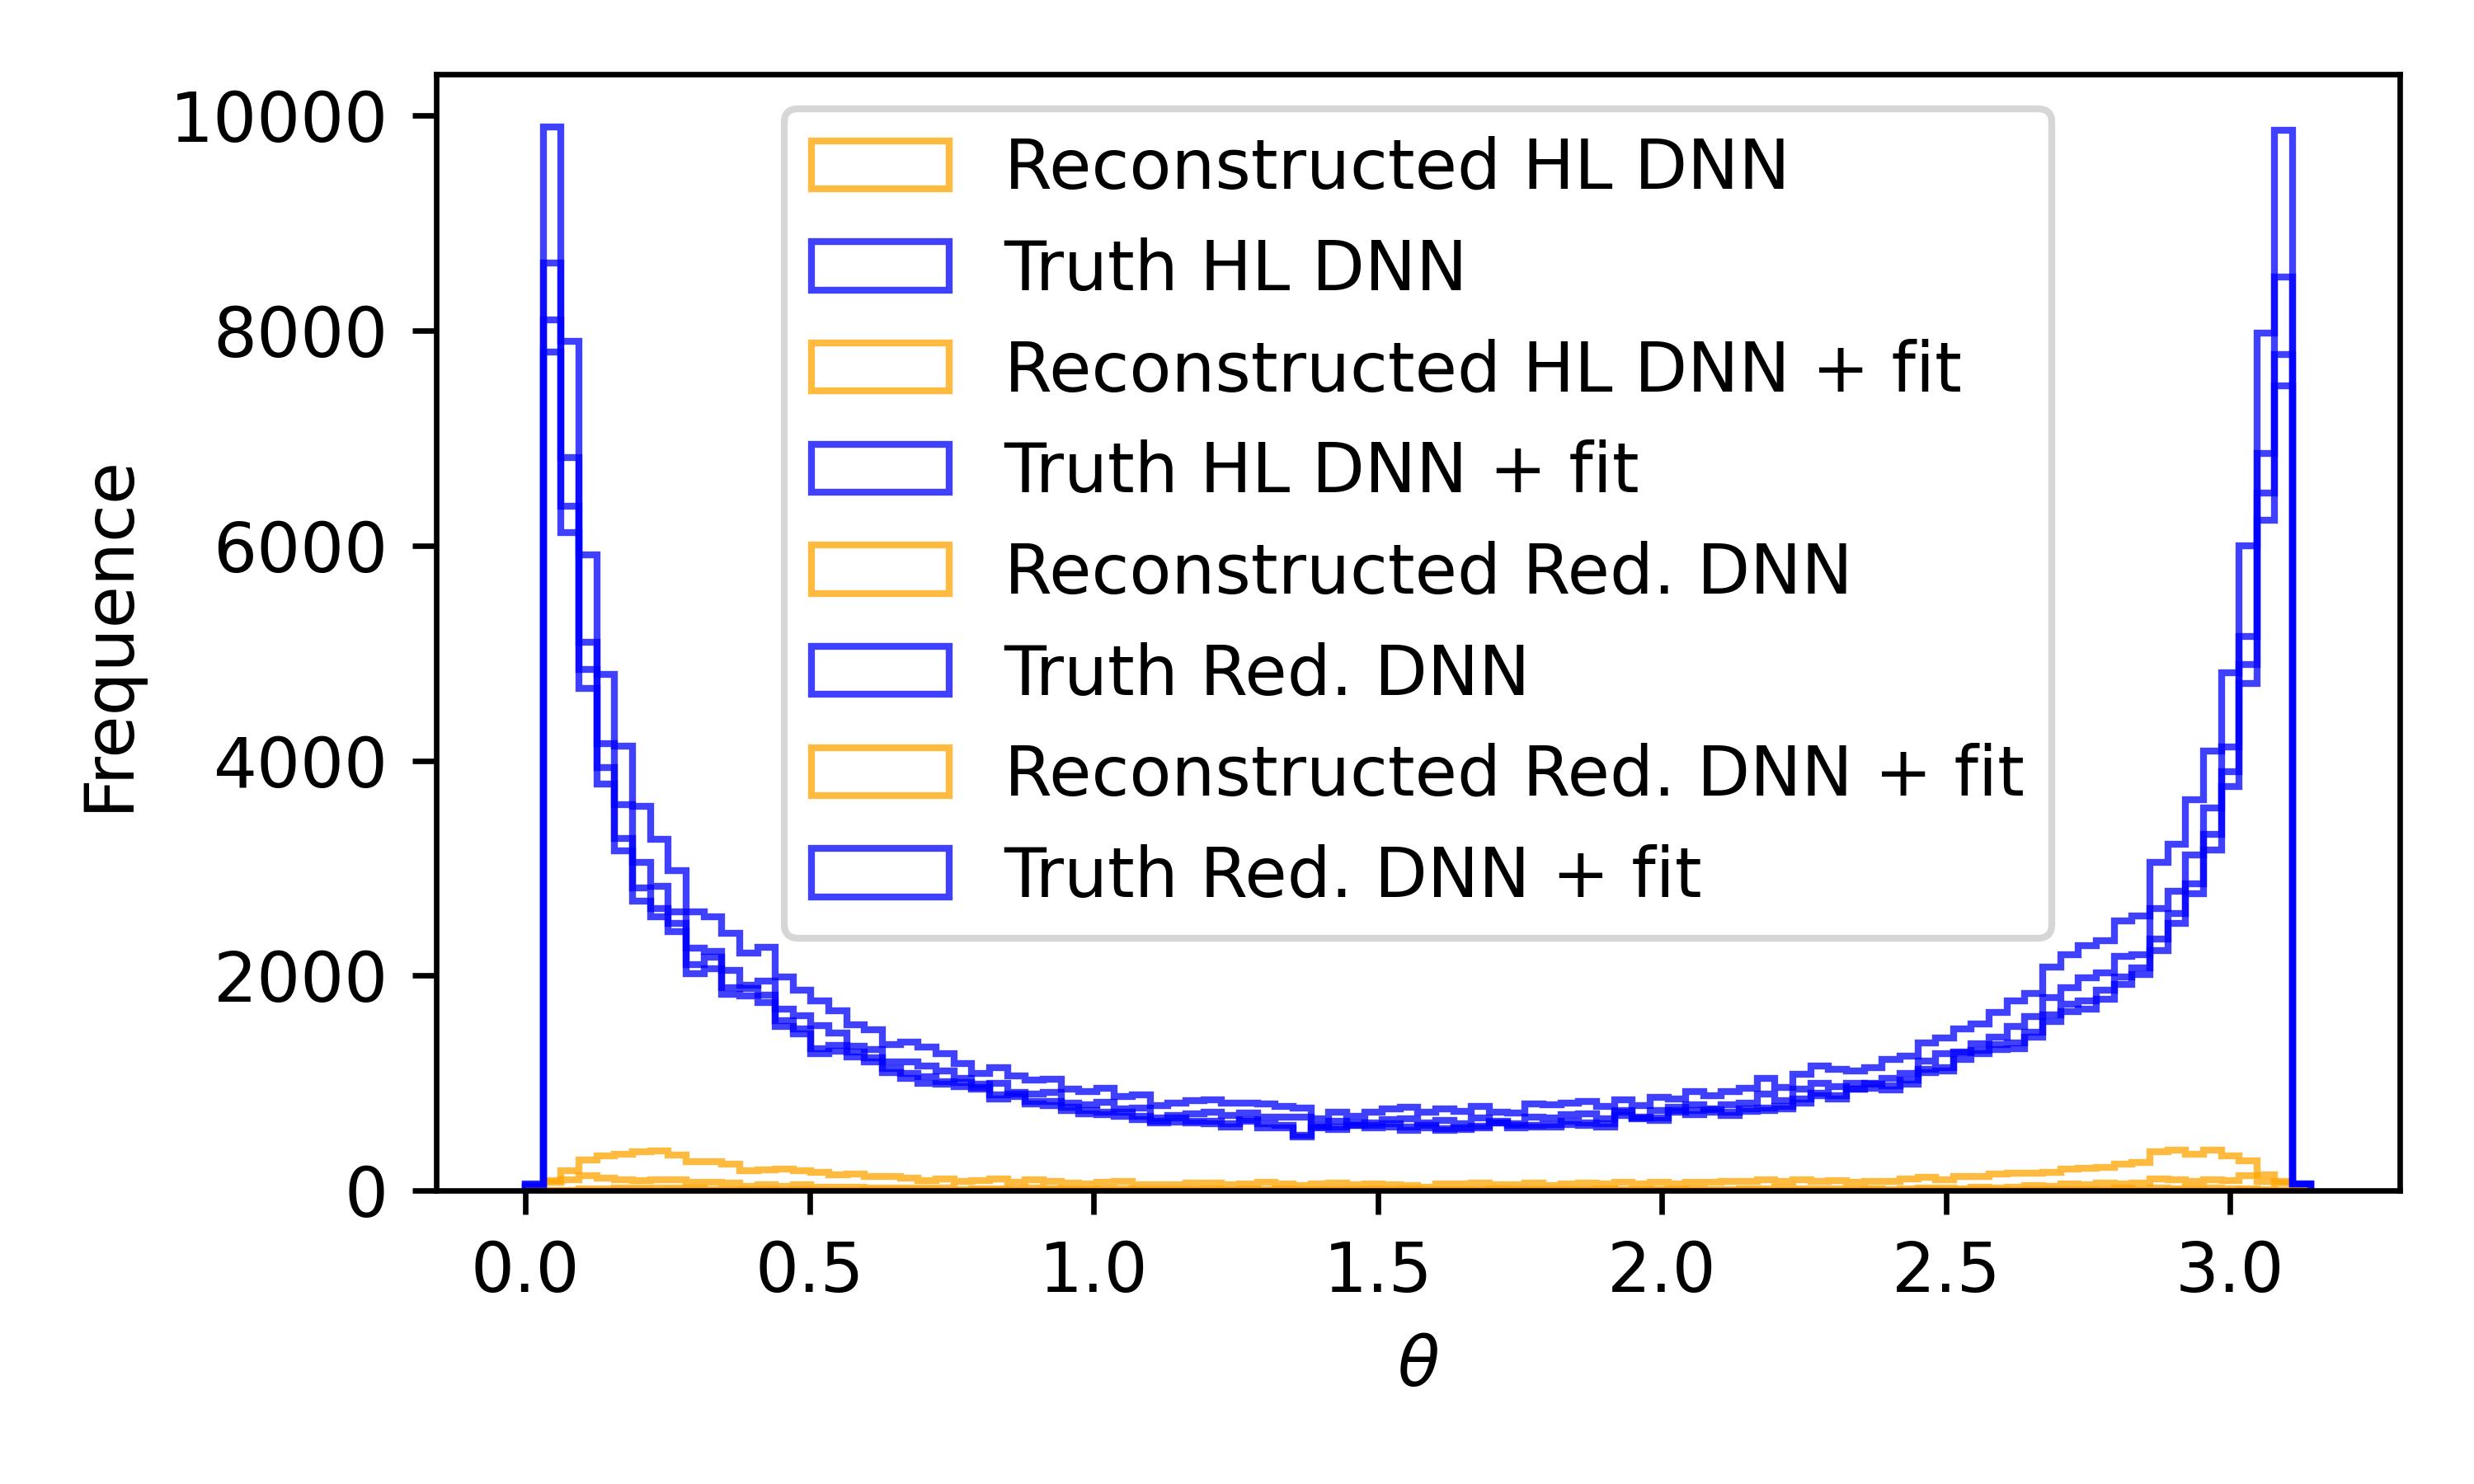 10000
8000
6000
4000
2000
0
Frequence
Reconstructed HL DNN
Truth HL DNN
Reconstructed HL DNN + fit
Truth HL DNN + fit
Reconstructed Red. DNN
Truth Red. DNN
Reconstructed Red. DNN + fit
Truth Red. DNN + fit
0.0 0.5 1.0 1.5 2.0 2.5 3.0
θ